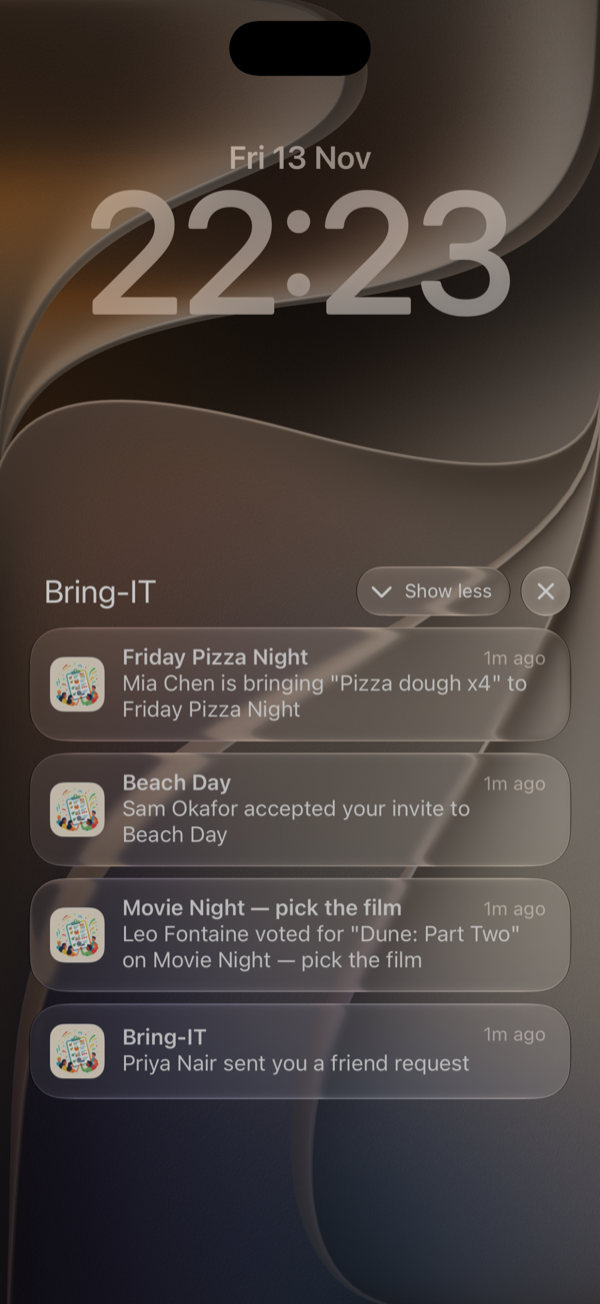 Fri 13 Nov
22:23
Bring-IT
Show less
Friday Pizza Night
1m ago
Mia Chen is bringing "Pizza dough x4" to
Friday Pizza Night
Beach Day
1m ago
Sam Okafor accepted your invite to
Beach Day
Movie Night — pick the film
1m ago
Leo Fontaine voted for "Dune: Part Two"
on Movie Night — pick the film
Bring-IT
1m ago
Priya Nair sent you a friend request